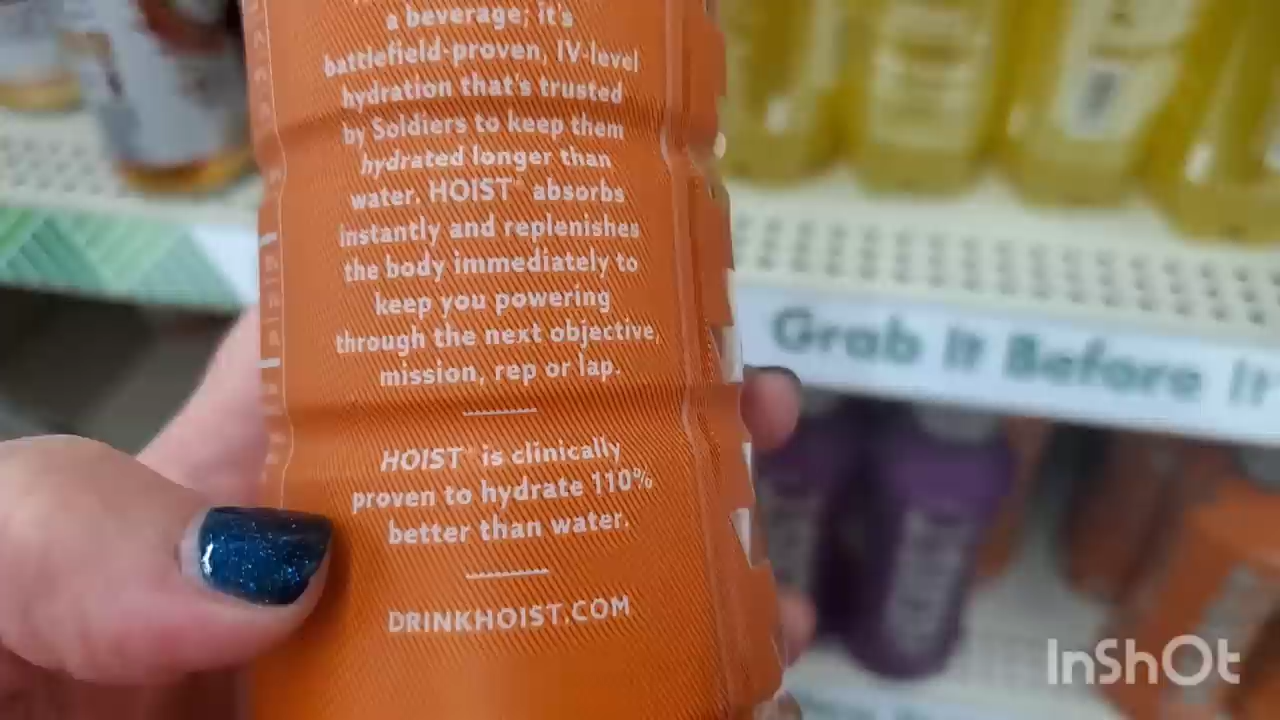 a beverage; it's
battlefield-proven, IV-level
hydration that's trusted
by Soldiers to keep them
hydrated longer than
water. HOIST® absorbs
instantly and replenishes
the body immediately to
keep you powering
through the next objective,
mission, rep or lap.
HOIST® is clinically
proven to hydrate 110%
better than water.
DRINKHOIST.COM
Grab It Before It
InShOt